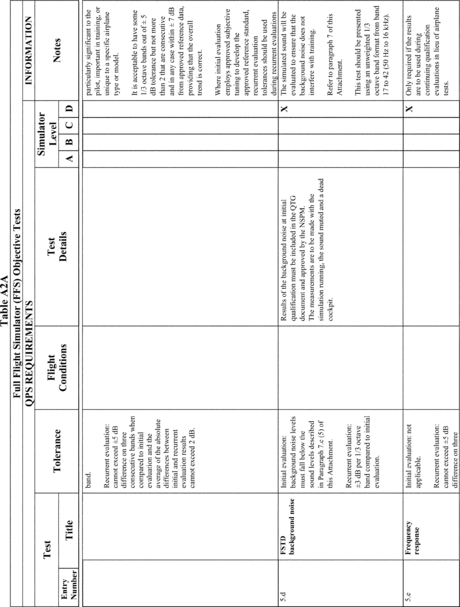 Table A2A
Full Flight Simulator (FFS) Objective Tests
QPS REQUIREMENTS
INFORMATION
Test
Tolerance
Flight
Conditions
Test
Details
Simulator
Level
Notes
Entry
Number
Title
A
B
C
D
band.
Recurrent evaluation:
cannot exceed ±5 dB
difference on three
consecutive bands when
compared to initial
evaluation and the
average of the absolute
differences between
initial and recurrent
evaluation results
cannot exceed 2 dB.
particularly significant to the
pilot, important in training, or
unique to a specific airplane
type or model.
It is acceptable to have some
1/3 octave bands out of ± 5
dB tolerance but not more
than 2 that are consecutive
and in any case within ± 7 dB
from approved reference data,
providing that the overall
trend is correct.
Where initial evaluation
employs approved subjective
tuning to develop the
approved reference standard,
recurrent evaluation
tolerances should be used
during recurrent evaluations
5.d
FSTD
background noise
Initial evaluation:
background noise levels
must fall below the
sound levels described
in Paragraph 7.c (5) of
this Attachment.
Recurrent evaluation:
±3 dB per 1/3 octave
band compared to initial
evaluation.
Results of the background noise at initial
qualification must be included in the QTG
document and approved by the NSPM.
The measurements are to be made with the
simulation running, the sound muted and a dead
cockpit.
X
The simulated sound will be
evaluated to ensure that the
background noise does not
interfere with training.
Refer to paragraph 7 of this
Attachment.
This test should be presented
using an unweighted 1/3
octave band format from band
17 to 42 (50 Hz to 16 kHz).
5.e
Frequency
response
Initial evaluation: not
applicable.
Recurrent evaluation:
cannot exceed ±5 dB
difference on three
X
Only required if the results
are to be used during
continuing qualification
evaluations in lieu of airplane
tests.